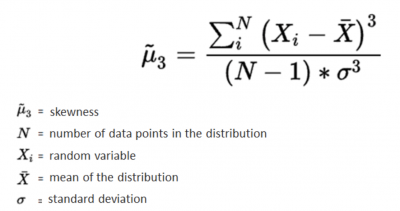 μ̃₃ = ∑ᵢᴺ (Xᵢ − X̄)³ / (N − 1) * σ³
μ̃₃ = skewness
N = number of data points in the distribution
Xᵢ = random variable
X̄ = mean of the distribution
σ = standard deviation